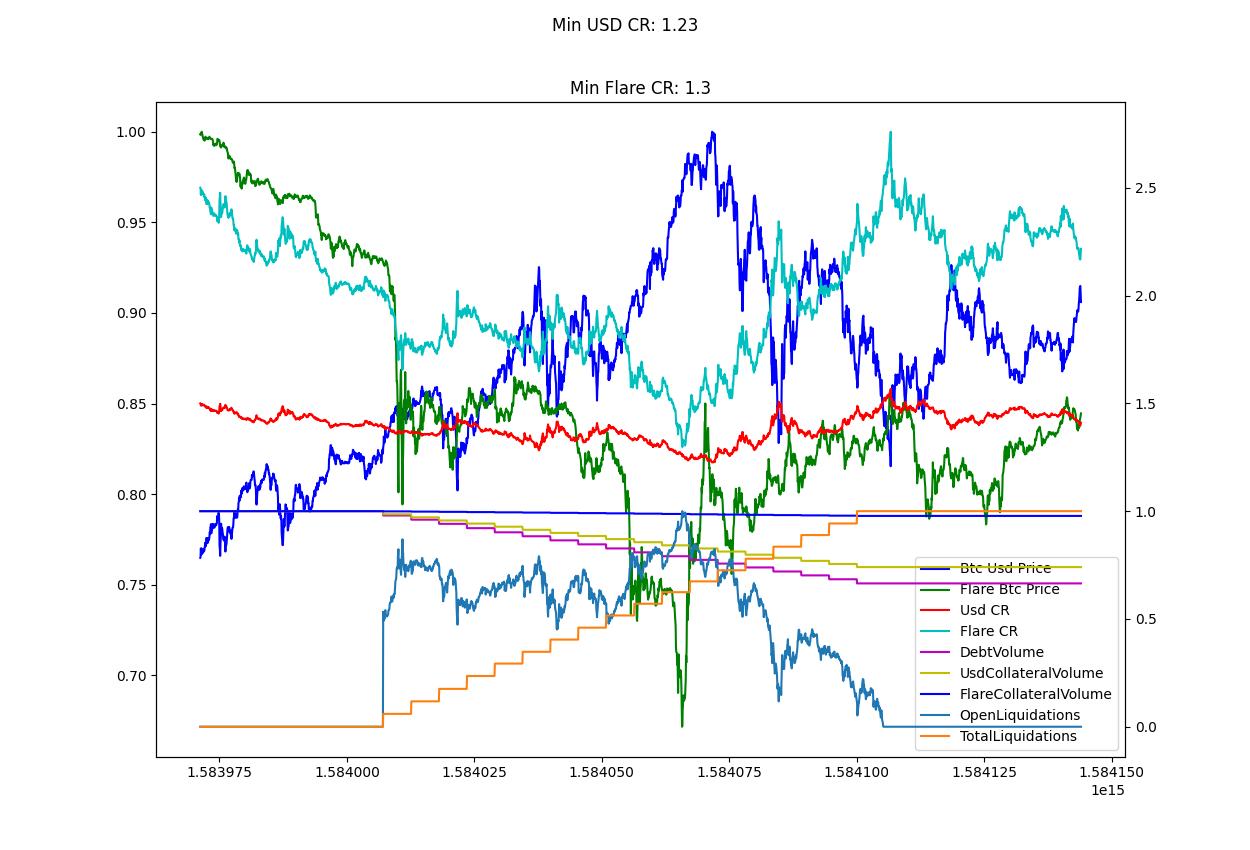 Min USD CR: 1.23
Min Flare CR: 1.3
1.00
0.95
0.90
0.85
0.80
0.75
0.70
2.5
2.0
1.5
1.0
0.5
0.0
Btc Usd Price
Flare Btc Price
Usd CR
Flare CR
DebtVolume
UsdCollateralVolume
FlareCollateralVolume
OpenLiquidations
TotalLiquidations
1.583975 1.584000 1.584025 1.584050 1.584075 1.584100 1.584125 1.584150
1e15